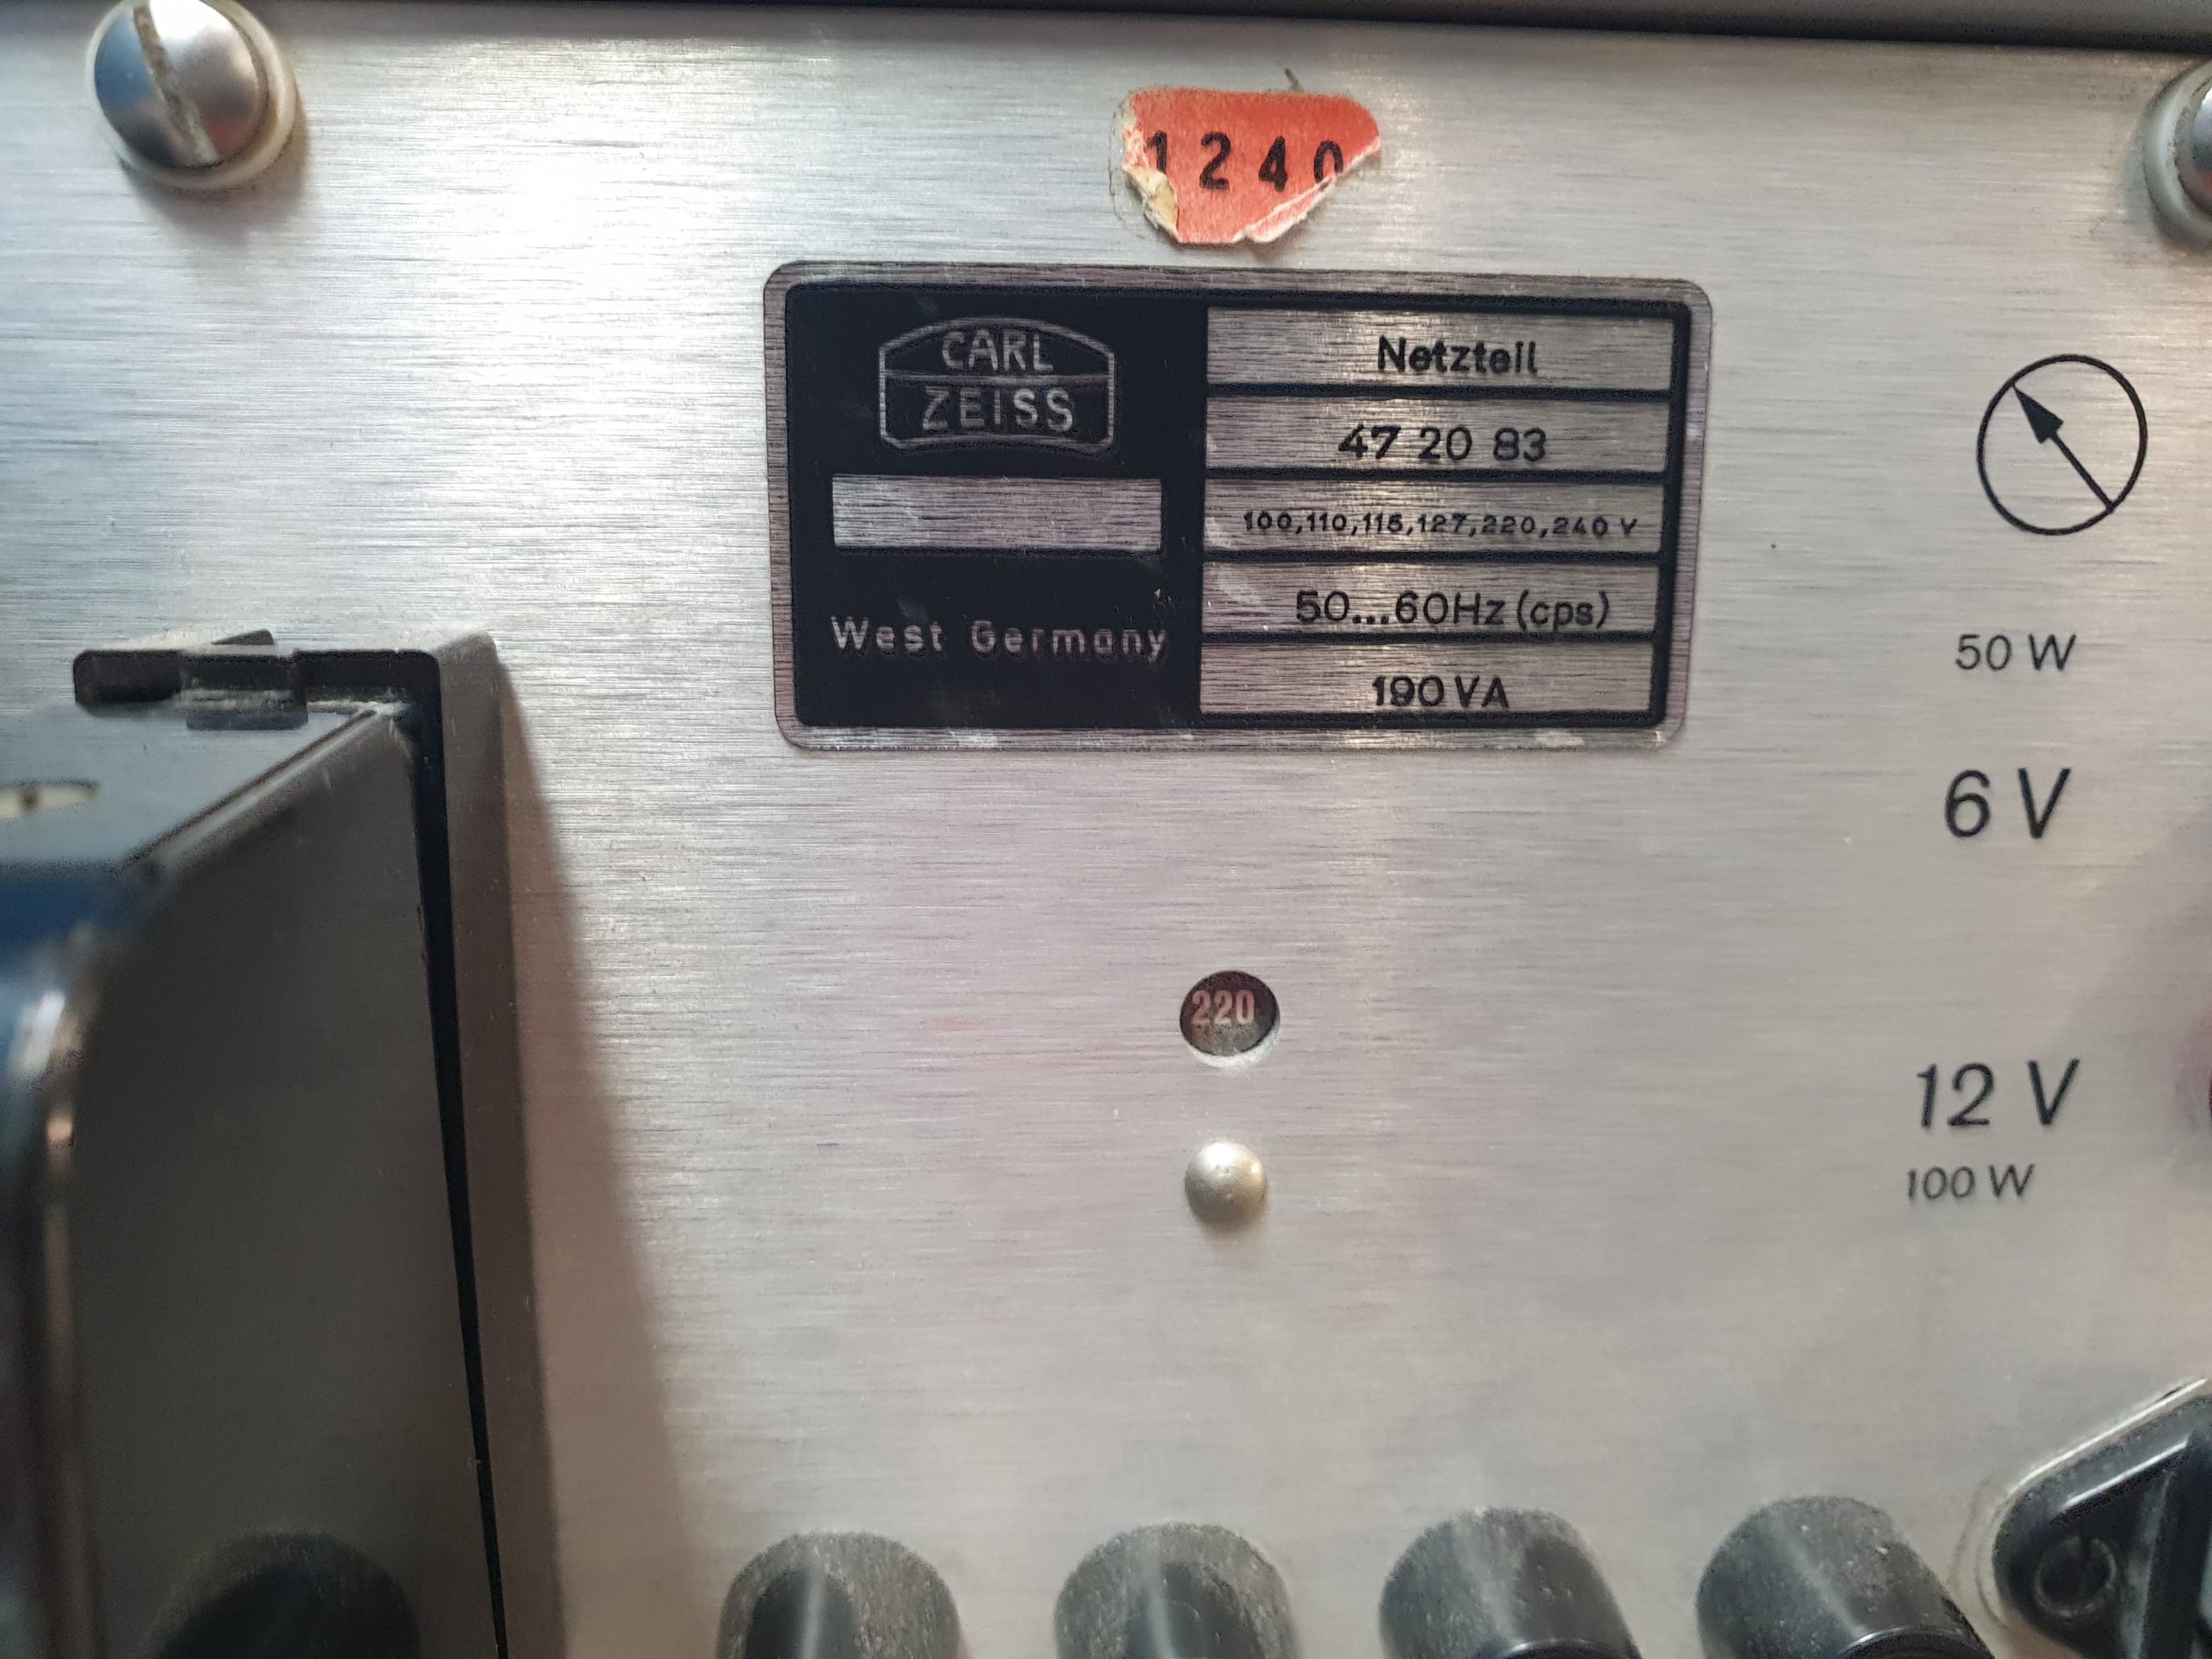 1240
CARL
ZEISS
West Germany
Netzteil
47 20 83
100,110,115,127,220,240 V
50...60Hz (cps)
190 VA
50 W
6 V
220
12 V
100 W